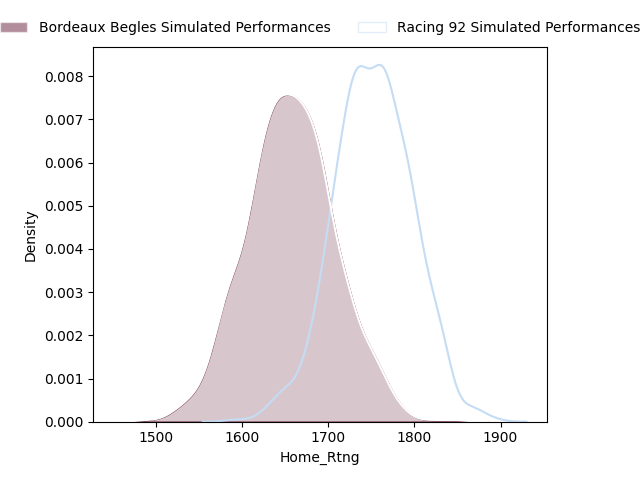 Bordeaux Begles Simulated Performances
Racing 92 Simulated Performances
0.008
0.007
0.006
0.005
0.004
0.003
0.002
0.001
0.000
Density
1500 1600 1700 1800 1900
Home_Rtng